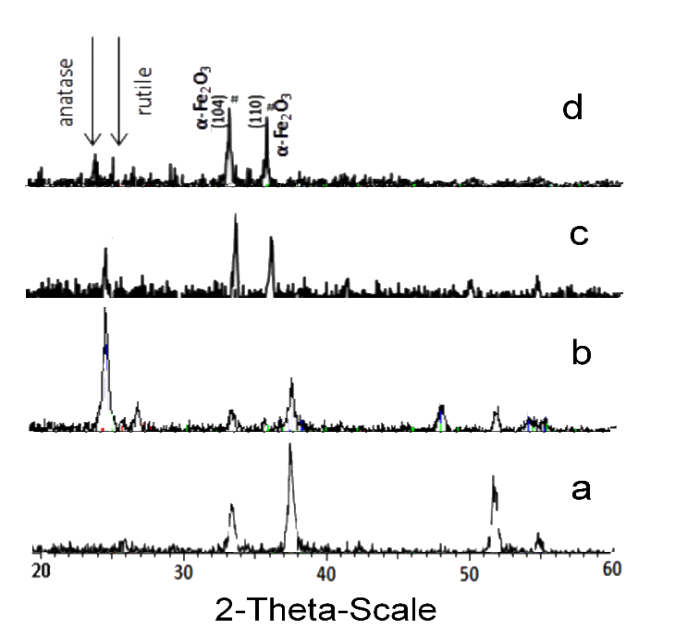 anatase
rutile
α-Fe2O3
(104)
#
(110)
#
α-Fe2O3
d
c
b
a
20 30 40 50 60
2-Theta-Scale